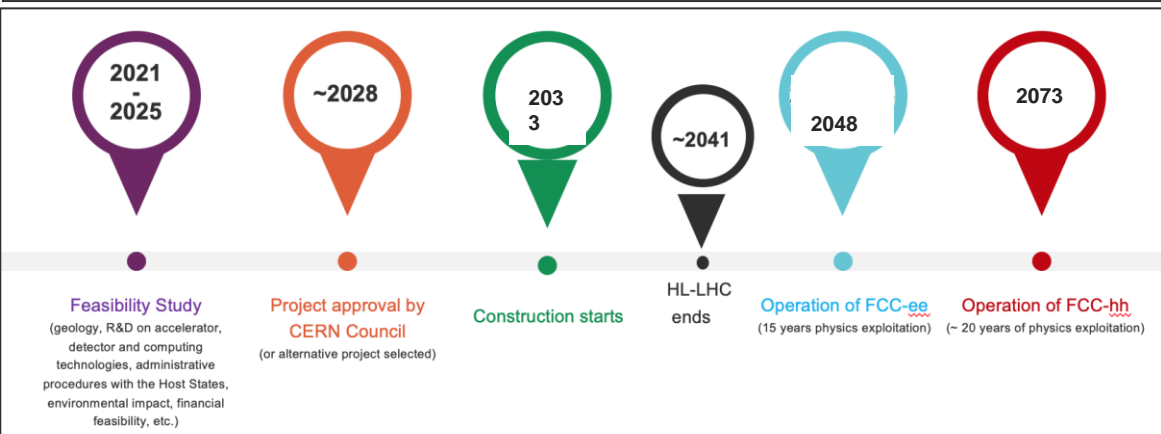 2021
-
2025
~2028
203
3
~2041
2048
2073
Feasibility Study
(geology, R&D on accelerator,
detector and computing
technologies, administrative
procedures with the Host States,
environmental impact, financial
feasibility, etc.)
Project approval by
CERN Council
(or alternative project selected)
Construction starts
HL-LHC
ends
Operation of FCC-ee
(15 years physics exploitation)
Operation of FCC-hh
(~ 20 years of physics exploitation)